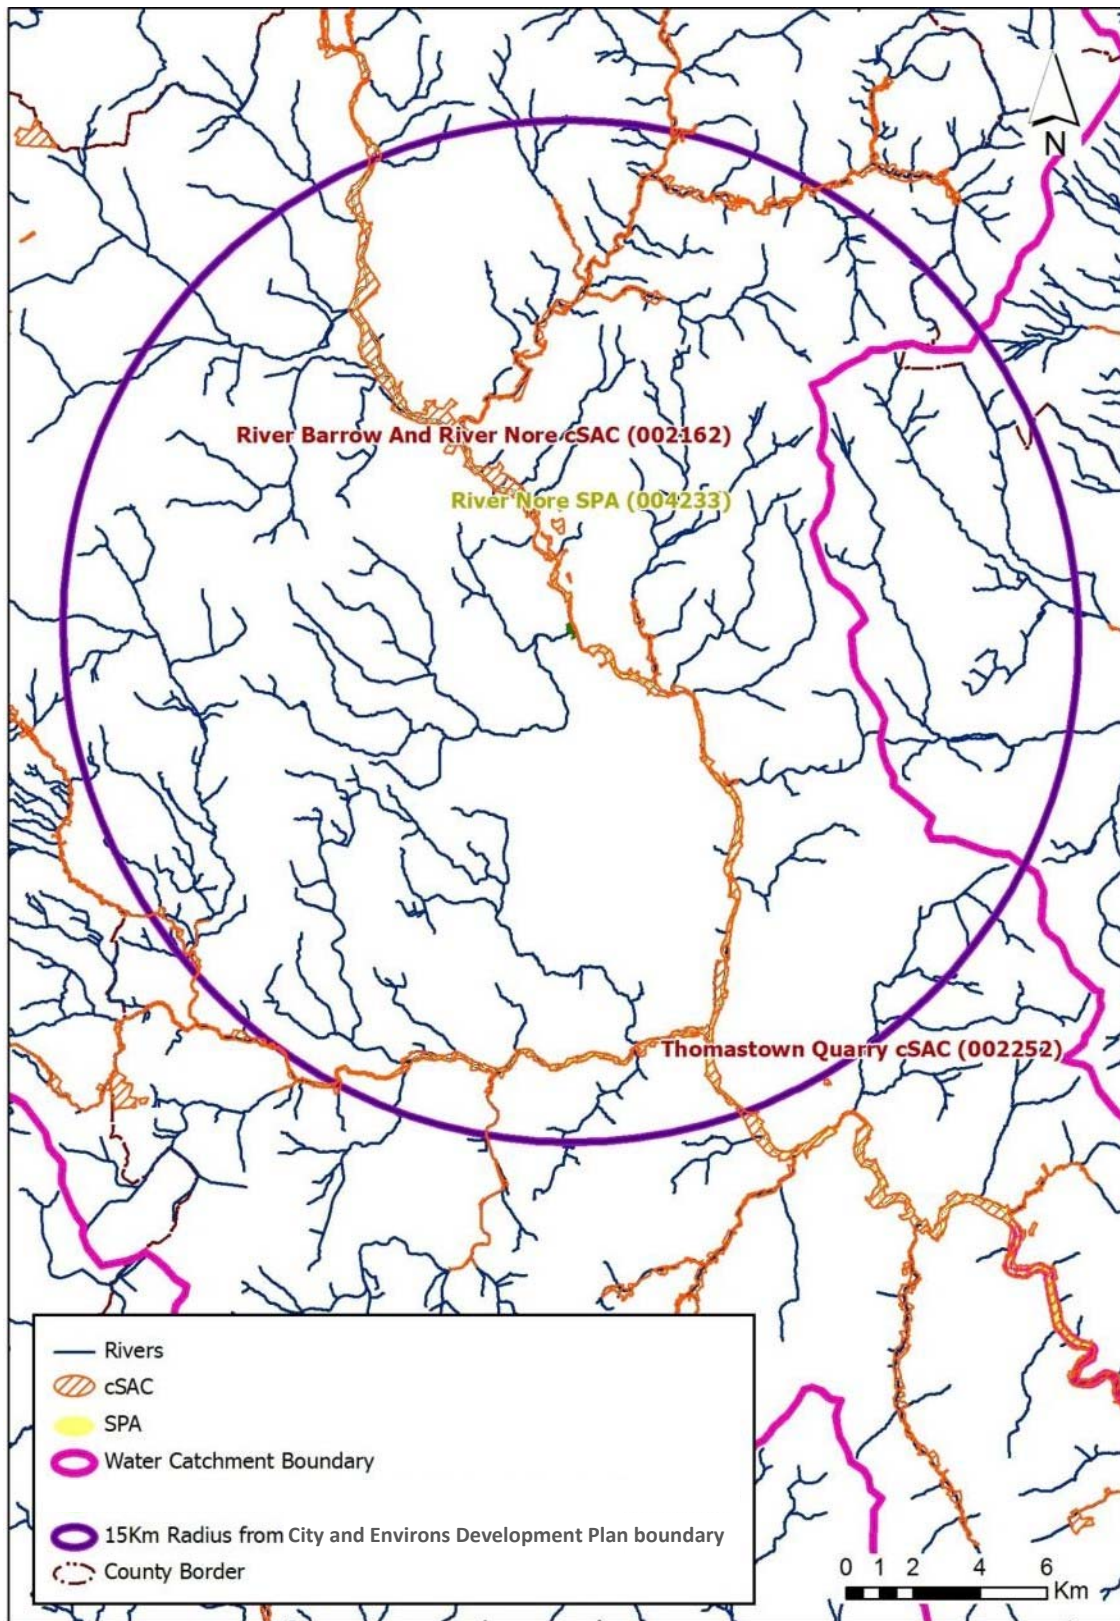 N
River Barrow And River Nore cSAC (002162)
River Nore SPA (004233)
Thomastown Quarry cSAC (002252)
Rivers
cSAC
SPA
Water Catchment Boundary
15Km Radius from City and Environs Development Plan boundary
County Border
0 1 2 4 6
Km